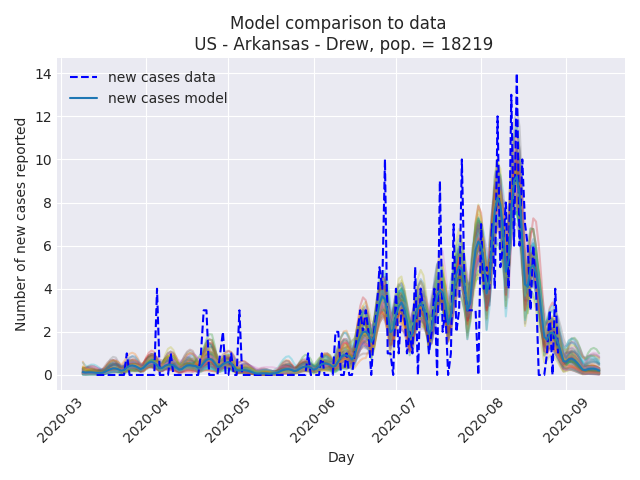 Model comparison to data
US - Arkansas - Drew, pop. = 18219
new cases data
new cases model
Number of new cases reported
14
12
10
8
6
4
2
0
2020-03
2020-04
2020-05
2020-06
2020-07
2020-08
2020-09
Day